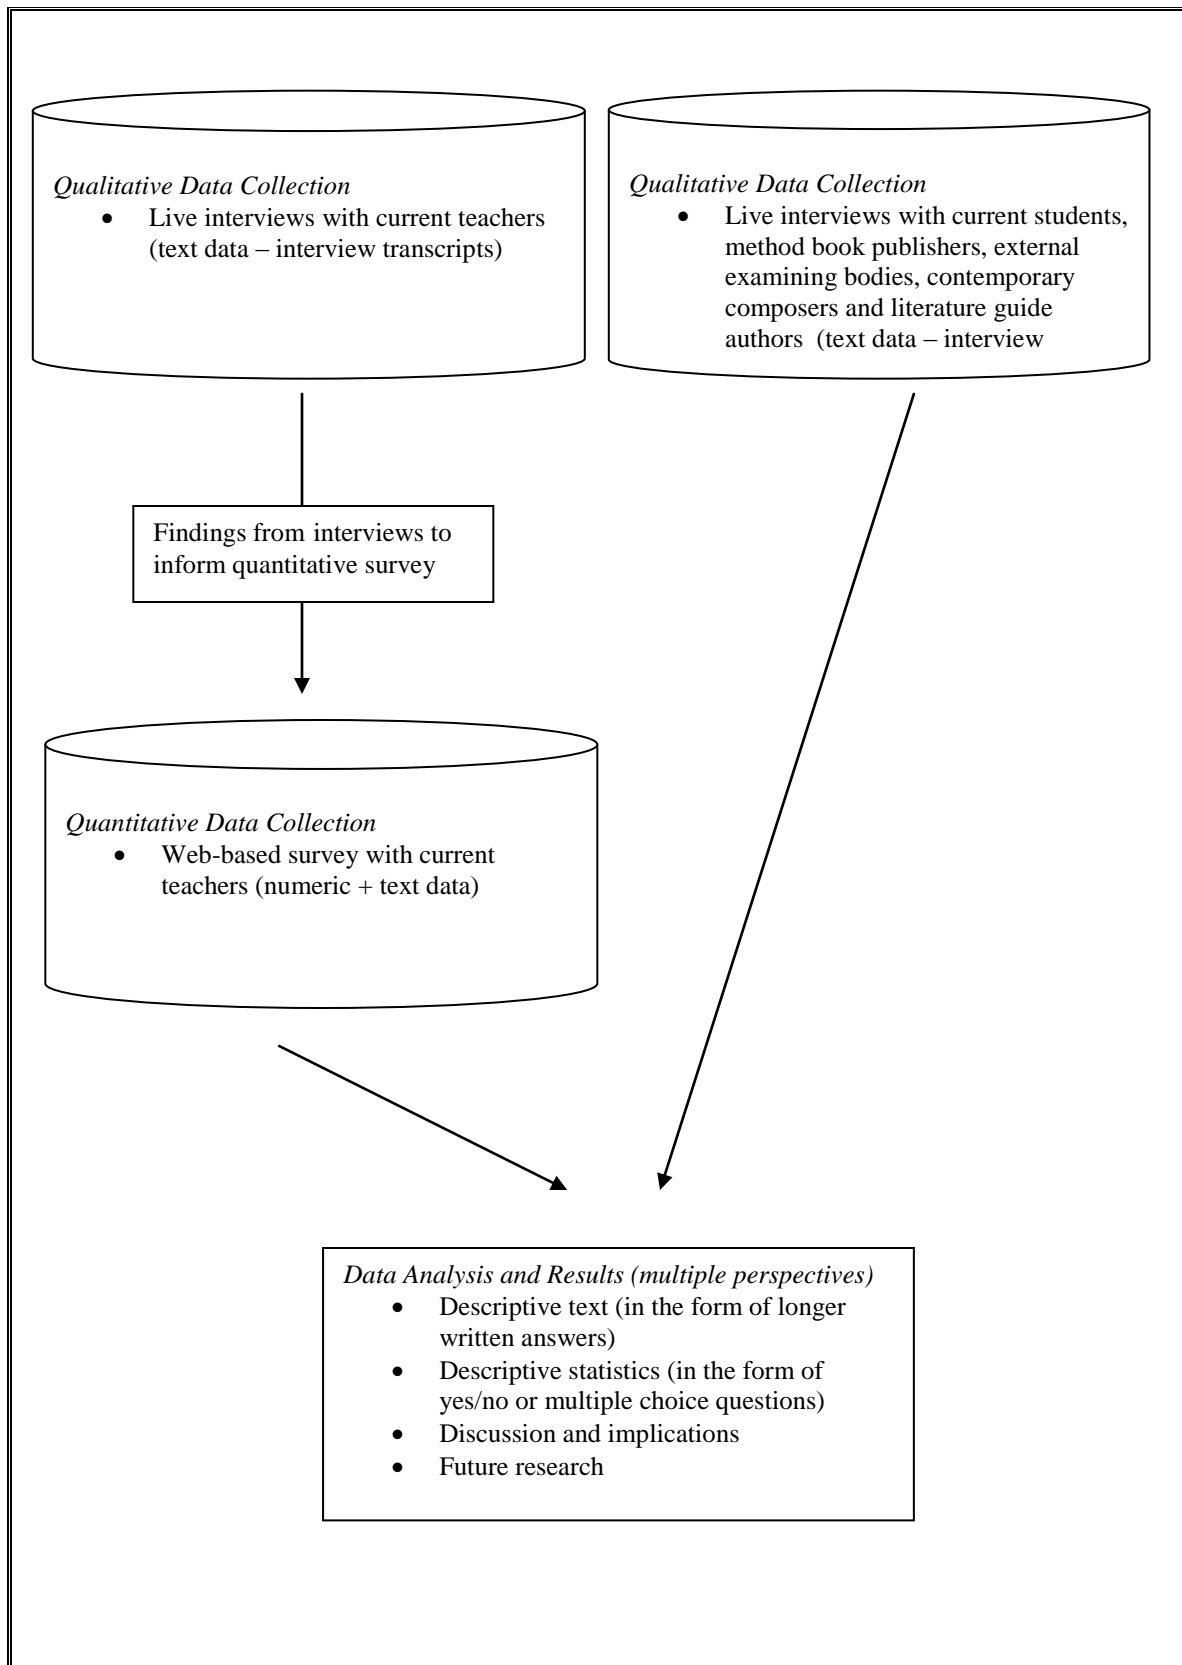 Qualitative Data Collection
• Live interviews with current teachers
(text data – interview transcripts)
Qualitative Data Collection
• Live interviews with current students,
method book publishers, external
examining bodies, contemporary
composers and literature guide
authors (text data – interview
Findings from interviews to
inform quantitative survey
Quantitative Data Collection
• Web-based survey with current
teachers (numeric + text data)
Data Analysis and Results (multiple perspectives)
• Descriptive text (in the form of longer
written answers)
• Descriptive statistics (in the form of
yes/no or multiple choice questions)
• Discussion and implications
• Future research